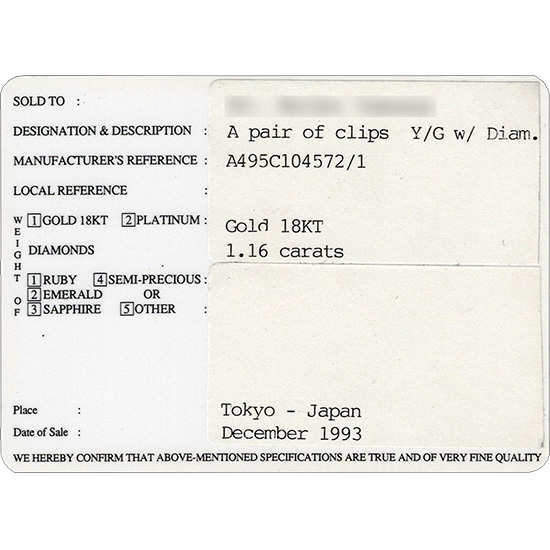 SOLD TO :
DESIGNATION & DESCRIPTION : A pair of clips Y/G w/ Diam.
MANUFACTURER'S REFERENCE : A495C104572/1
LOCAL REFERENCE :
WEIGHT OF
1 GOLD 18KT 2 PLATINUM : Gold 18KT
DIAMONDS 1.16 carats
1 RUBY 4 SEMI-PRECIOUS :
2 EMERALD OR
3 SAPPHIRE 5 OTHER :
Place : Tokyo - Japan
Date of Sale : December 1993
WE HEREBY CONFIRM THAT ABOVE-MENTIONED SPECIFICATIONS ARE TRUE AND OF VERY FINE QUALITY